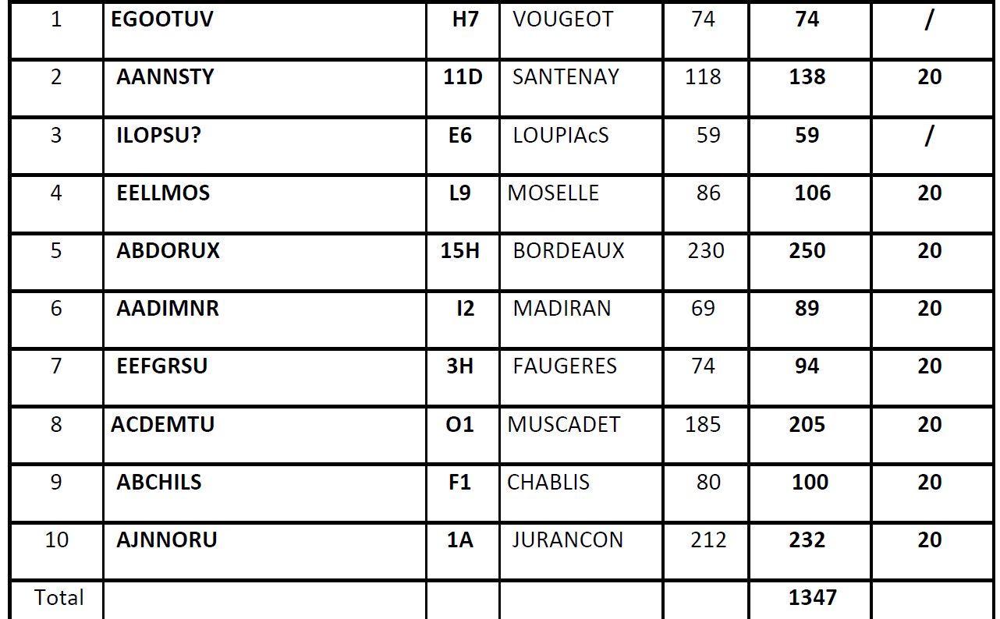 1 EGOOTUV H7 VOUGEOT 74 74 /
2 AANNSTY 11D SANTENAY 118 138 20
3 ILOPSU? E6 LOUPIAcS 59 59 /
4 EELLMOS L9 MOSELLE 86 106 20
5 ABDORUX 15H BORDEAUX 230 250 20
6 AADIMNR I2 MADIRAN 69 89 20
7 EEFGRSU 3H FAUGERES 74 94 20
8 ACDEMTU O1 MUSCADET 185 205 20
9 ABCHILS F1 CHABLIS 80 100 20
10 AJNNORU 1A JURANCON 212 232 20
Total 1347